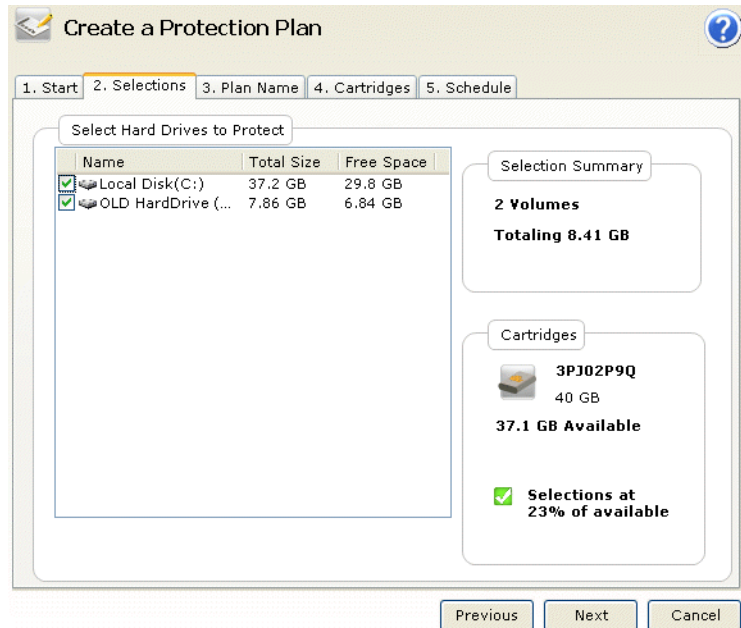 Create a Protection Plan
1. Start
2. Selections
3. Plan Name
4. Cartridges
5. Schedule
Select Hard Drives to Protect
Name Total Size Free Space
Local Disk(C:) 37.2 GB 29.8 GB
OLD HardDrive (... 7.86 GB 6.84 GB
Selection Summary
2 Volumes
Totaling 8.41 GB
Cartridges
3PJ02P9Q
40 GB
37.1 GB Available
Selections at
23% of available
Previous
Next
Cancel